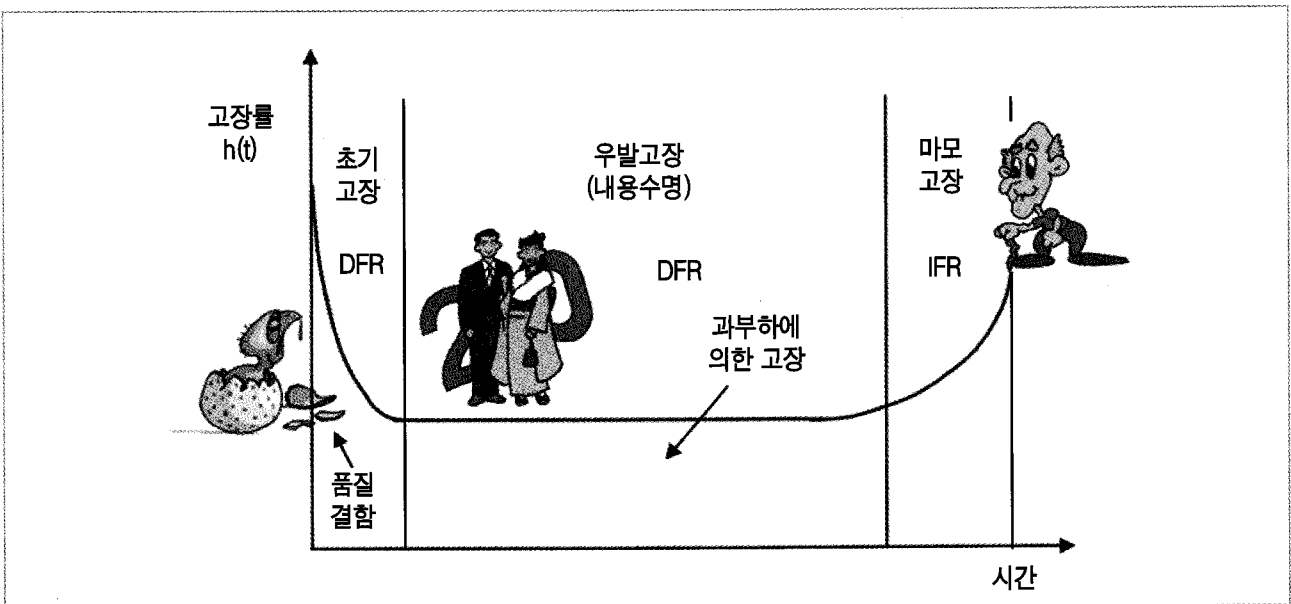 고장률
h(t)
초기
고장
DFR
우발고장
(내용수명)
DFR
마모
고장
IFR
과부하에
의한 고장
품질
결함
시간